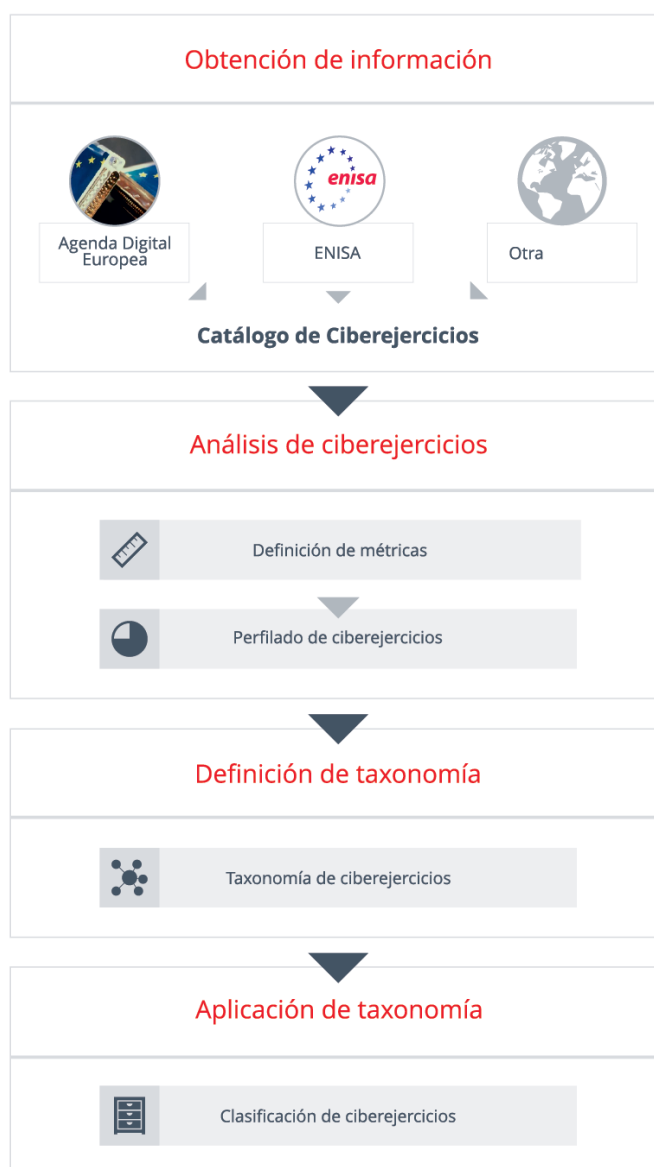 Obtención de información
enisa
Agenda Digital
Europea
ENISA
Otra
Catálogo de Ciberejercicios
Análisis de ciberejercicios
Definición de métricas
Perfilado de ciberejercicios
Definición de taxonomía
Taxonomía de ciberejercicios
Aplicación de taxonomía
Clasificación de ciberejercicios